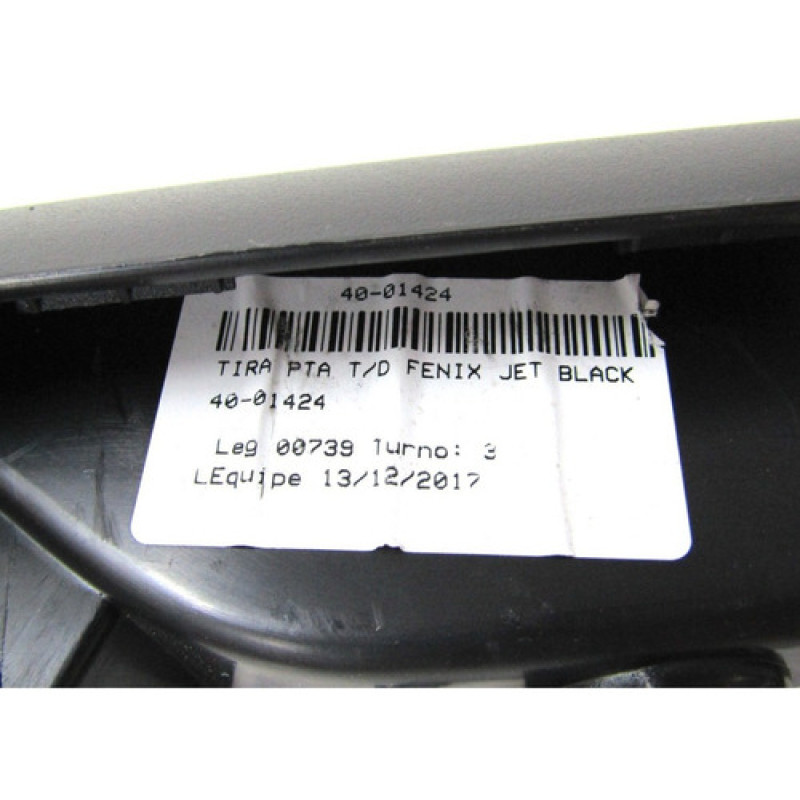 40-01424
TIRA PTA T/D FENIX JET BLACK
40-01424
Leg 00739 Turno: 3
LEquipe 13/12/2017